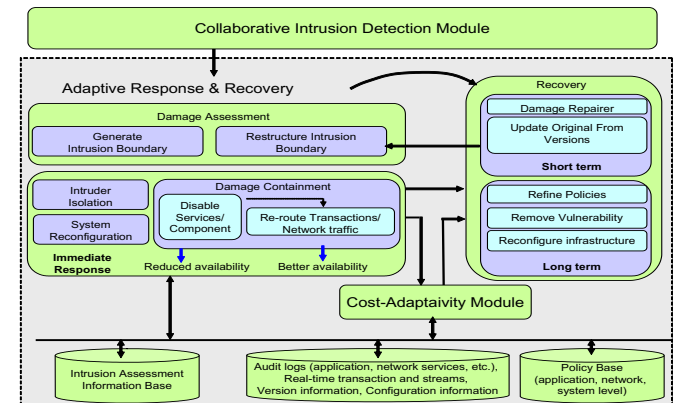 Collaborative Intrusion Detection Module
Adaptive Response & Recovery
Damage Assessment
Generate
Intrusion Boundary
Restructure Intrusion
Boundary
Recovery
Damage Repairer
Update Original From
Versions
Short term
Refine Policies
Remove Vulnerability
Reconfigure infrastructure
Long term
Intruder
Isolation
System
Reconfiguration
Immediate
Response
Damage Containment
Disable
Services/
Component
Re-route Transactions/
Network traffic
Reduced availability
Better availability
Cost-Adaptaivity Module
Intrusion Assessment
Information Base
Audit logs (application, network services, etc.),
Real-time transaction and streams,
Version information, Configuration information
Policy Base
(application, network,
system level)